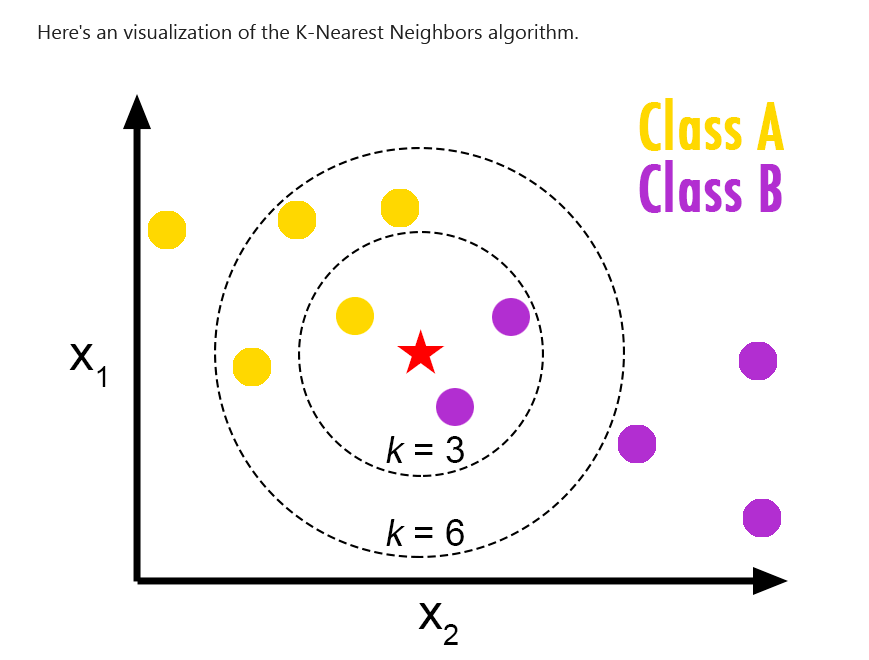 Here's an visualization of the K-Nearest Neighbors algorithm.
Class A
Class B
x₁
k = 3
k = 6
x₂